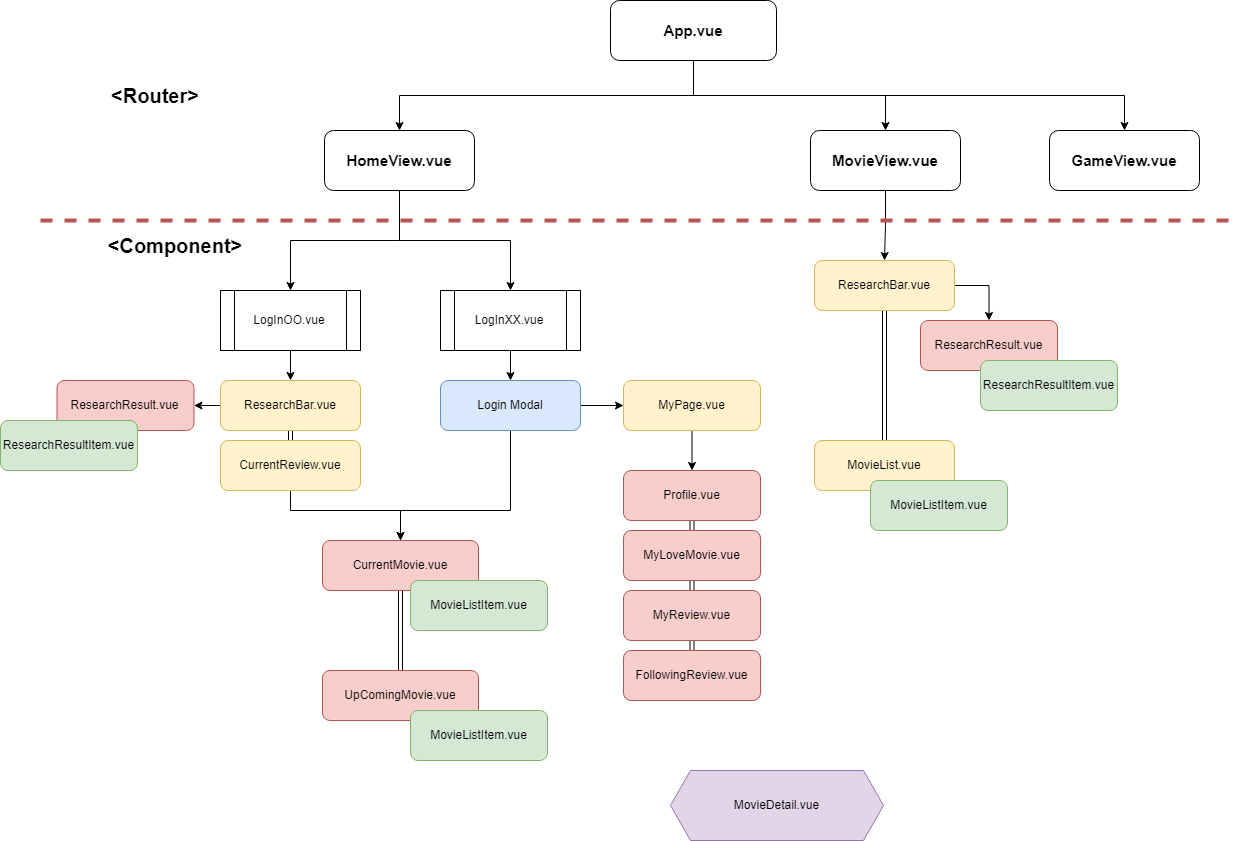 App.vue
<Router>
HomeView.vue
MovieView.vue
GameView.vue
<Component>
LogInOO.vue
LogInXX.vue
ResearchBar.vue
ResearchResult.vue
ResearchResultItem.vue
ResearchResult.vue
ResearchBar.vue
Login Modal
MyPage.vue
ResearchResultItem.vue
CurrentReview.vue
MovieList.vue
MovieListItem.vue
Profile.vue
MyLoveMovie.vue
MyReview.vue
FollowingReview.vue
CurrentMovie.vue
MovieListItem.vue
UpComingMovie.vue
MovieListItem.vue
MovieDetail.vue